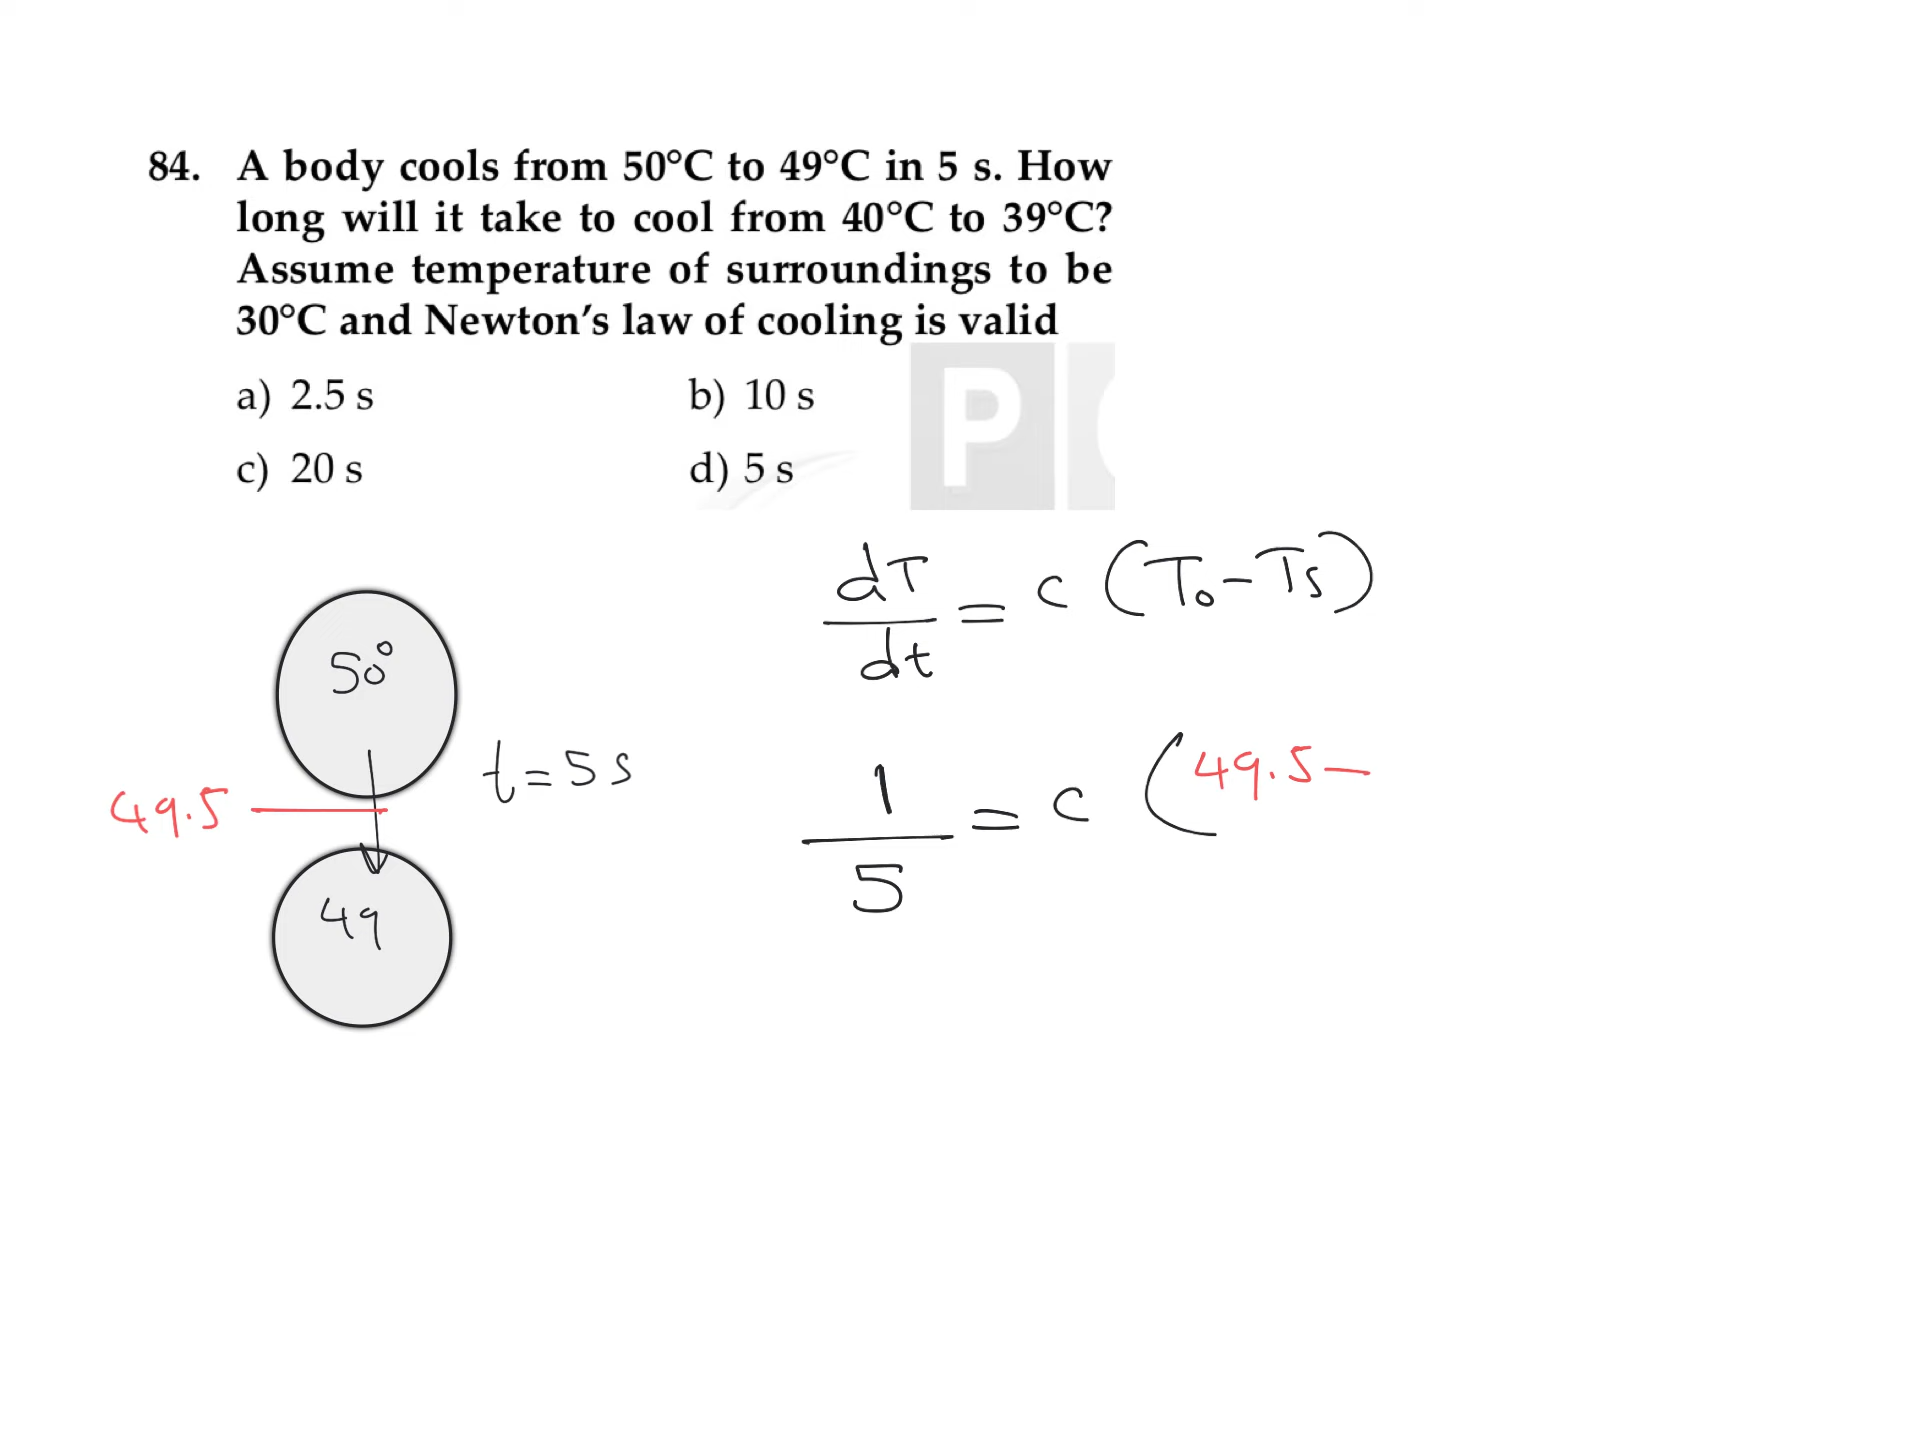 84. A body cools from 50°C to 49°C in 5 s. How
long will it take to cool from 40°C to 39°C?
Assume temperature of surroundings to be
30°C and Newton's law of cooling is valid
a) 2.5 s b) 10 s
c) 20 s d) 5 s
P
dT/dt = c (T₀ - Ts)
50°
t = 5 s
49.5
1/5 = c (49.5 —
49